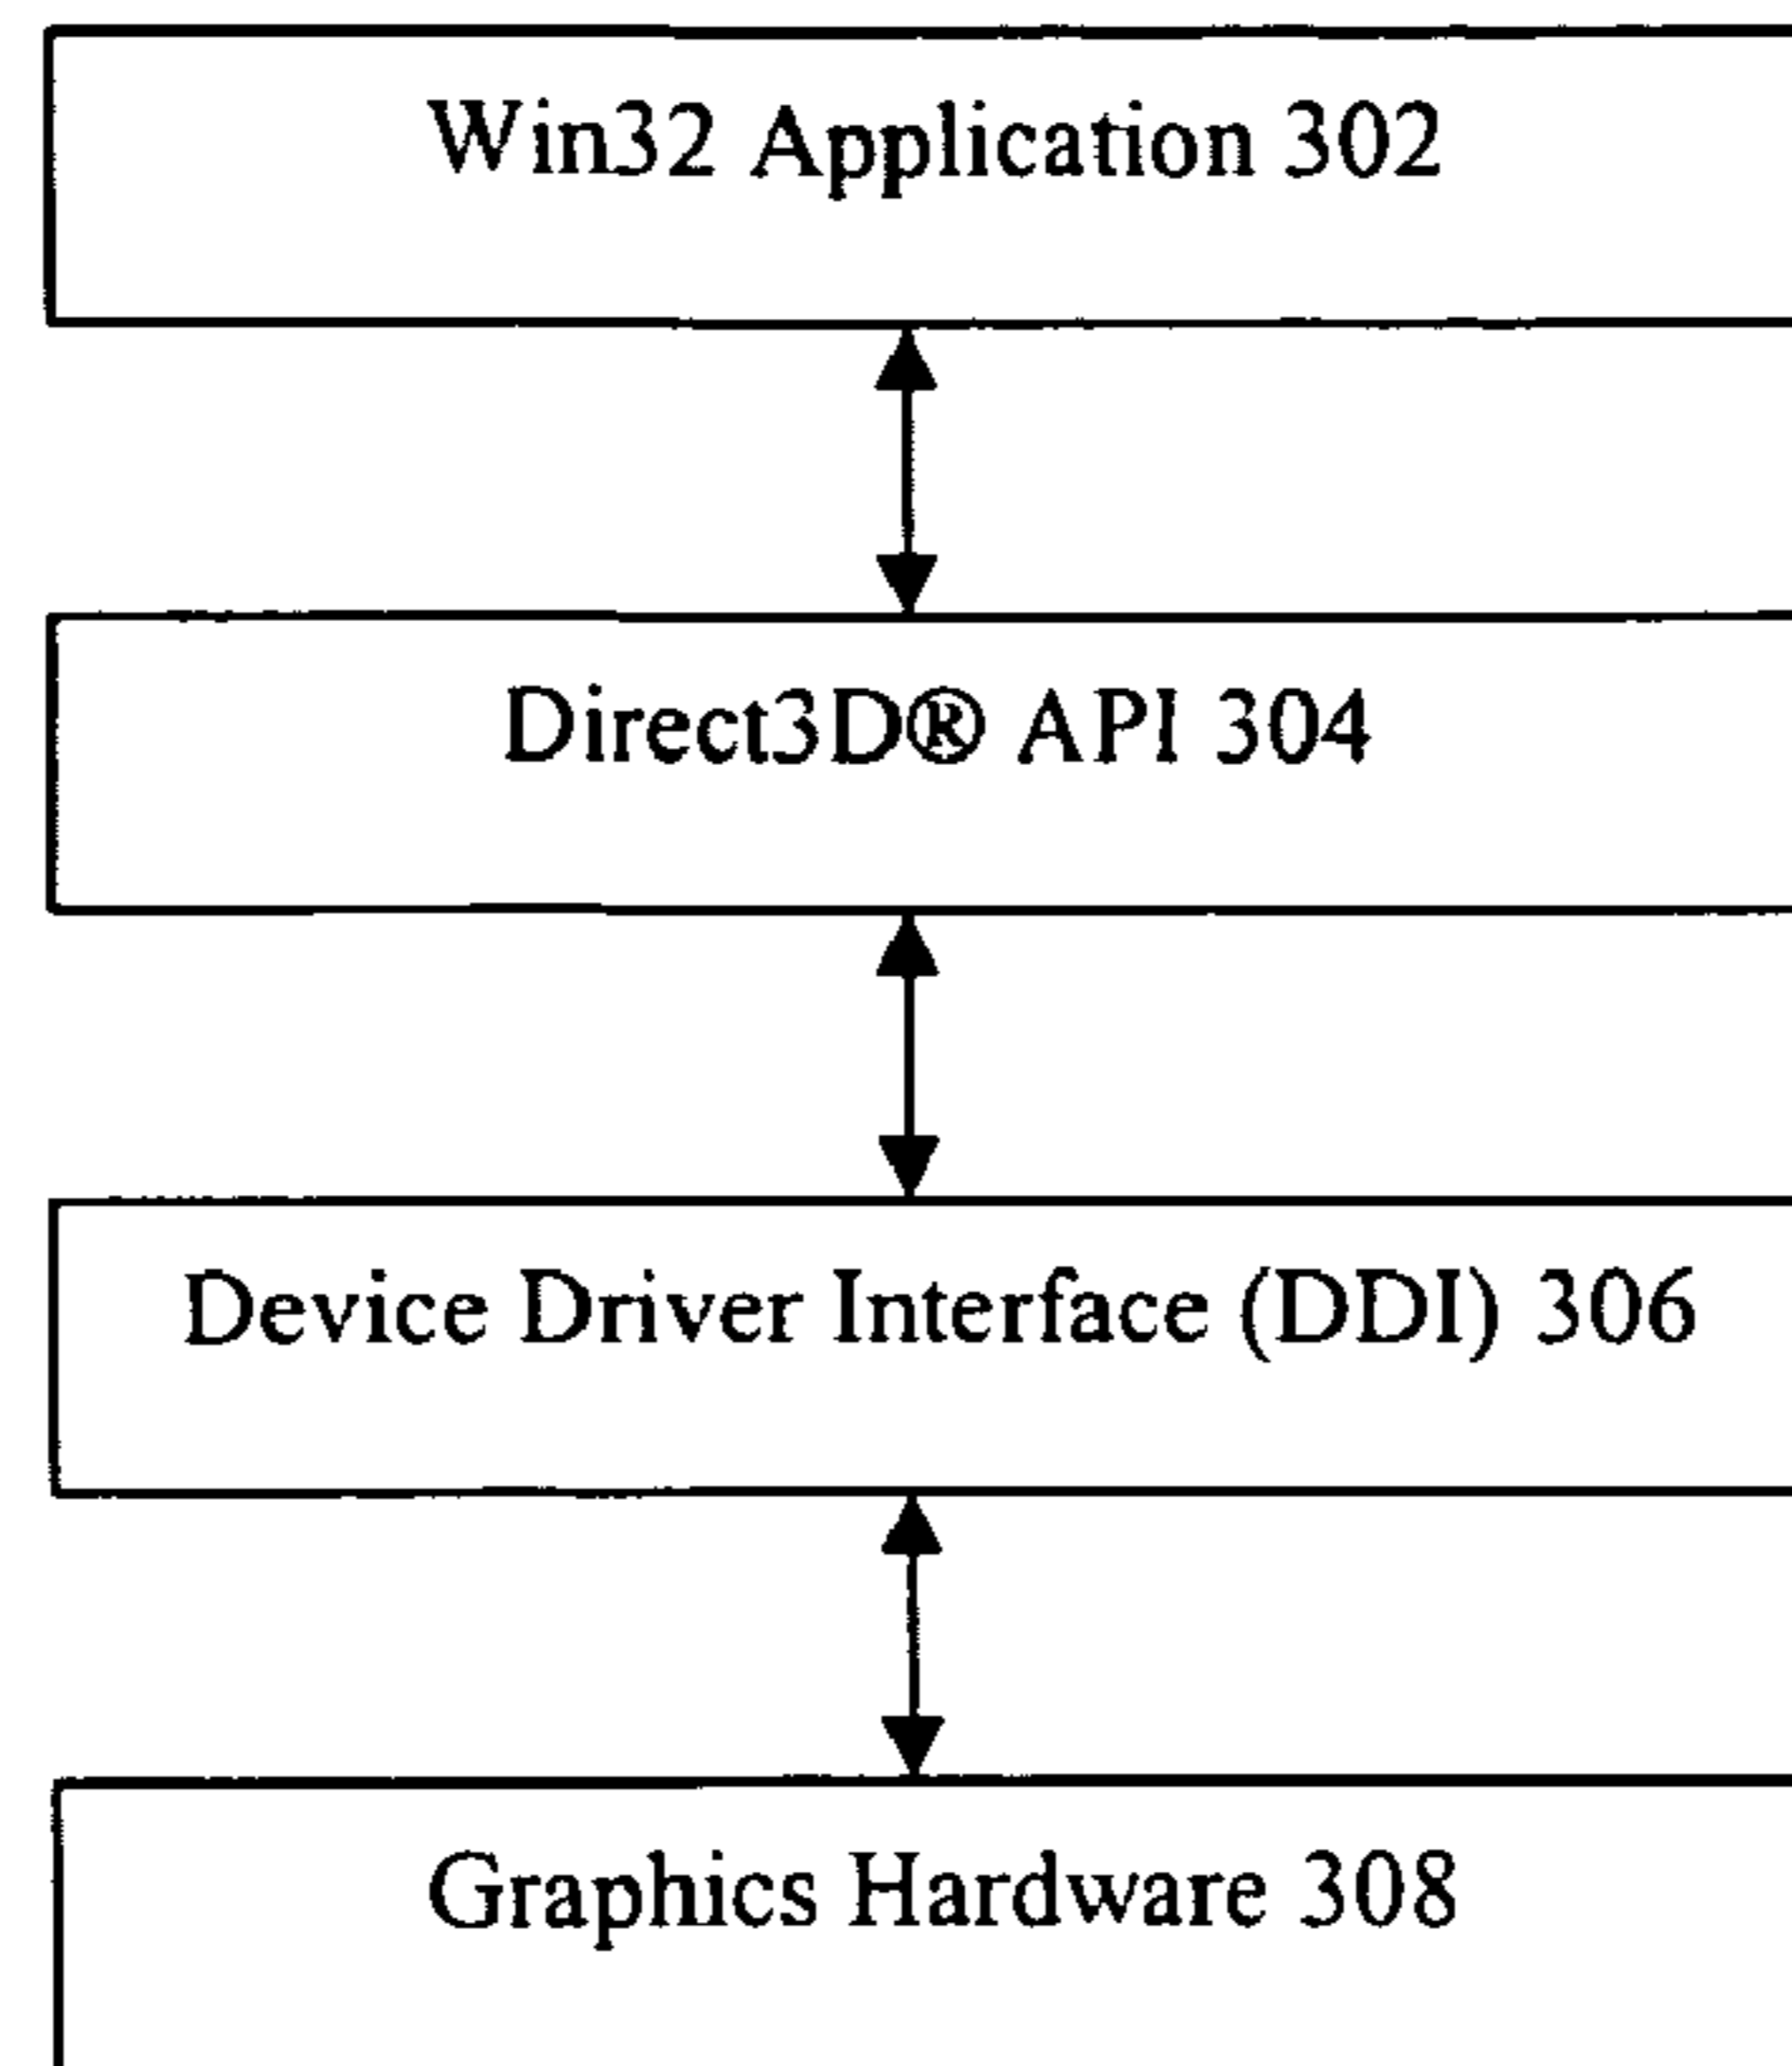 Win32 Application 302
Direct3D® API 304
Device Driver Interface (DDI) 306
Graphics Hardware 308